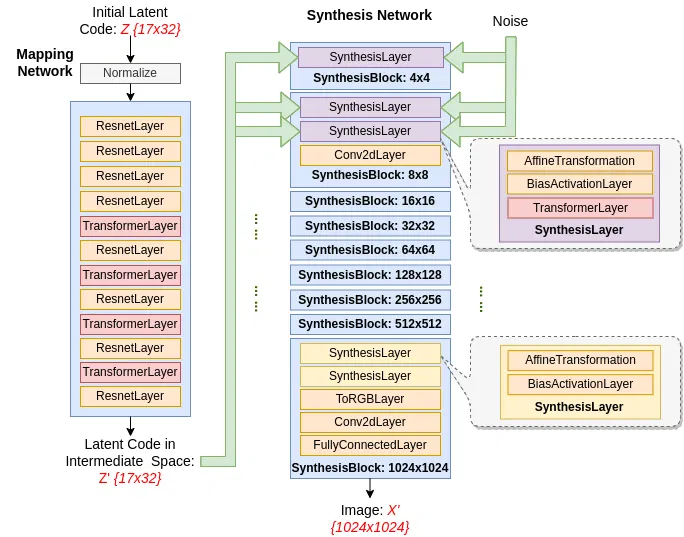 Initial Latent
Code: Z {17x32}
Mapping
Network
Normalize
ResnetLayer
ResnetLayer
ResnetLayer
ResnetLayer
TransformerLayer
ResnetLayer
TransformerLayer
ResnetLayer
TransformerLayer
ResnetLayer
TransformerLayer
ResnetLayer
Latent Code in
Intermediate Space:
Z' {17x32}
Synthesis Network
Noise
SynthesisLayer
SynthesisBlock: 4x4
SynthesisLayer
SynthesisLayer
Conv2dLayer
SynthesisBlock: 8x8
SynthesisBlock: 16x16
SynthesisBlock: 32x32
SynthesisBlock: 64x64
SynthesisBlock: 128x128
SynthesisBlock: 256x256
SynthesisBlock: 512x512
SynthesisLayer
SynthesisLayer
ToRGBLayer
Conv2dLayer
FullyConnectedLayer
SynthesisBlock: 1024x1024
Image: X'
{1024x1024}
AffineTransformation
BiasActivationLayer
TransformerLayer
SynthesisLayer
AffineTransformation
BiasActivationLayer
SynthesisLayer